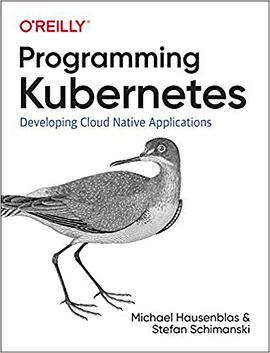 O'REILLY®
Programming
Kubernetes
Developing Cloud Native Applications
Michael Hausenblas &
Stefan Schimanski